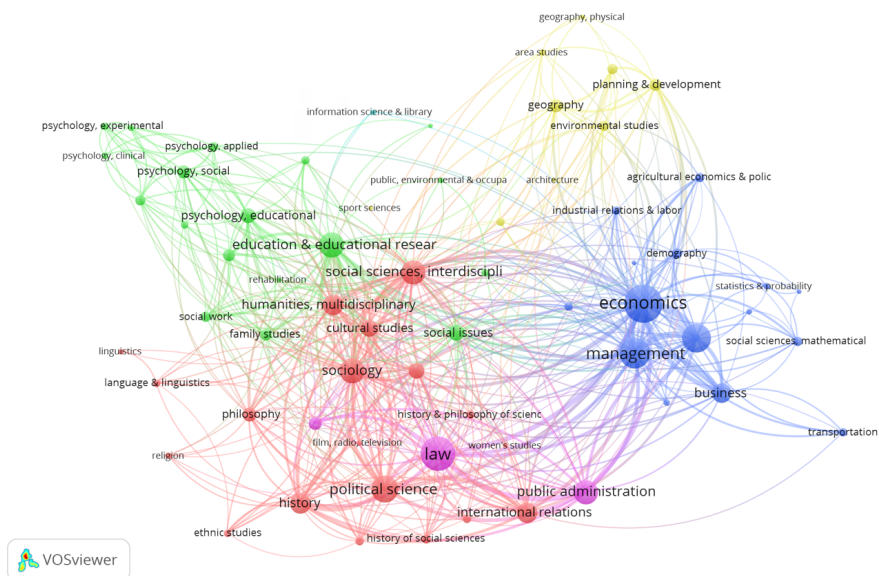 geography, physical
area studies
planning & development
geography
information science & library
environmental studies
psychology, experimental
psychology, applied
psychology, clinical
psychology, social
public, environmental & occupa
architecture
agricultural economics & polic
sport sciences
industrial relations & labor
psychology, educational
education & educational resear
demography
social sciences, interdiscipli
rehabilitation
statistics & probability
economics
humanities, multidisciplinary
social work
cultural studies
family studies
social issues
social sciences, mathematical
linguistics
management
sociology
language & linguistics
business
philosophy
history & philosophy of scienc
transportation
film, radio, television
women's studies
religion
law
political science
public administration
history
international relations
ethnic studies
history of social sciences
VOSviewer